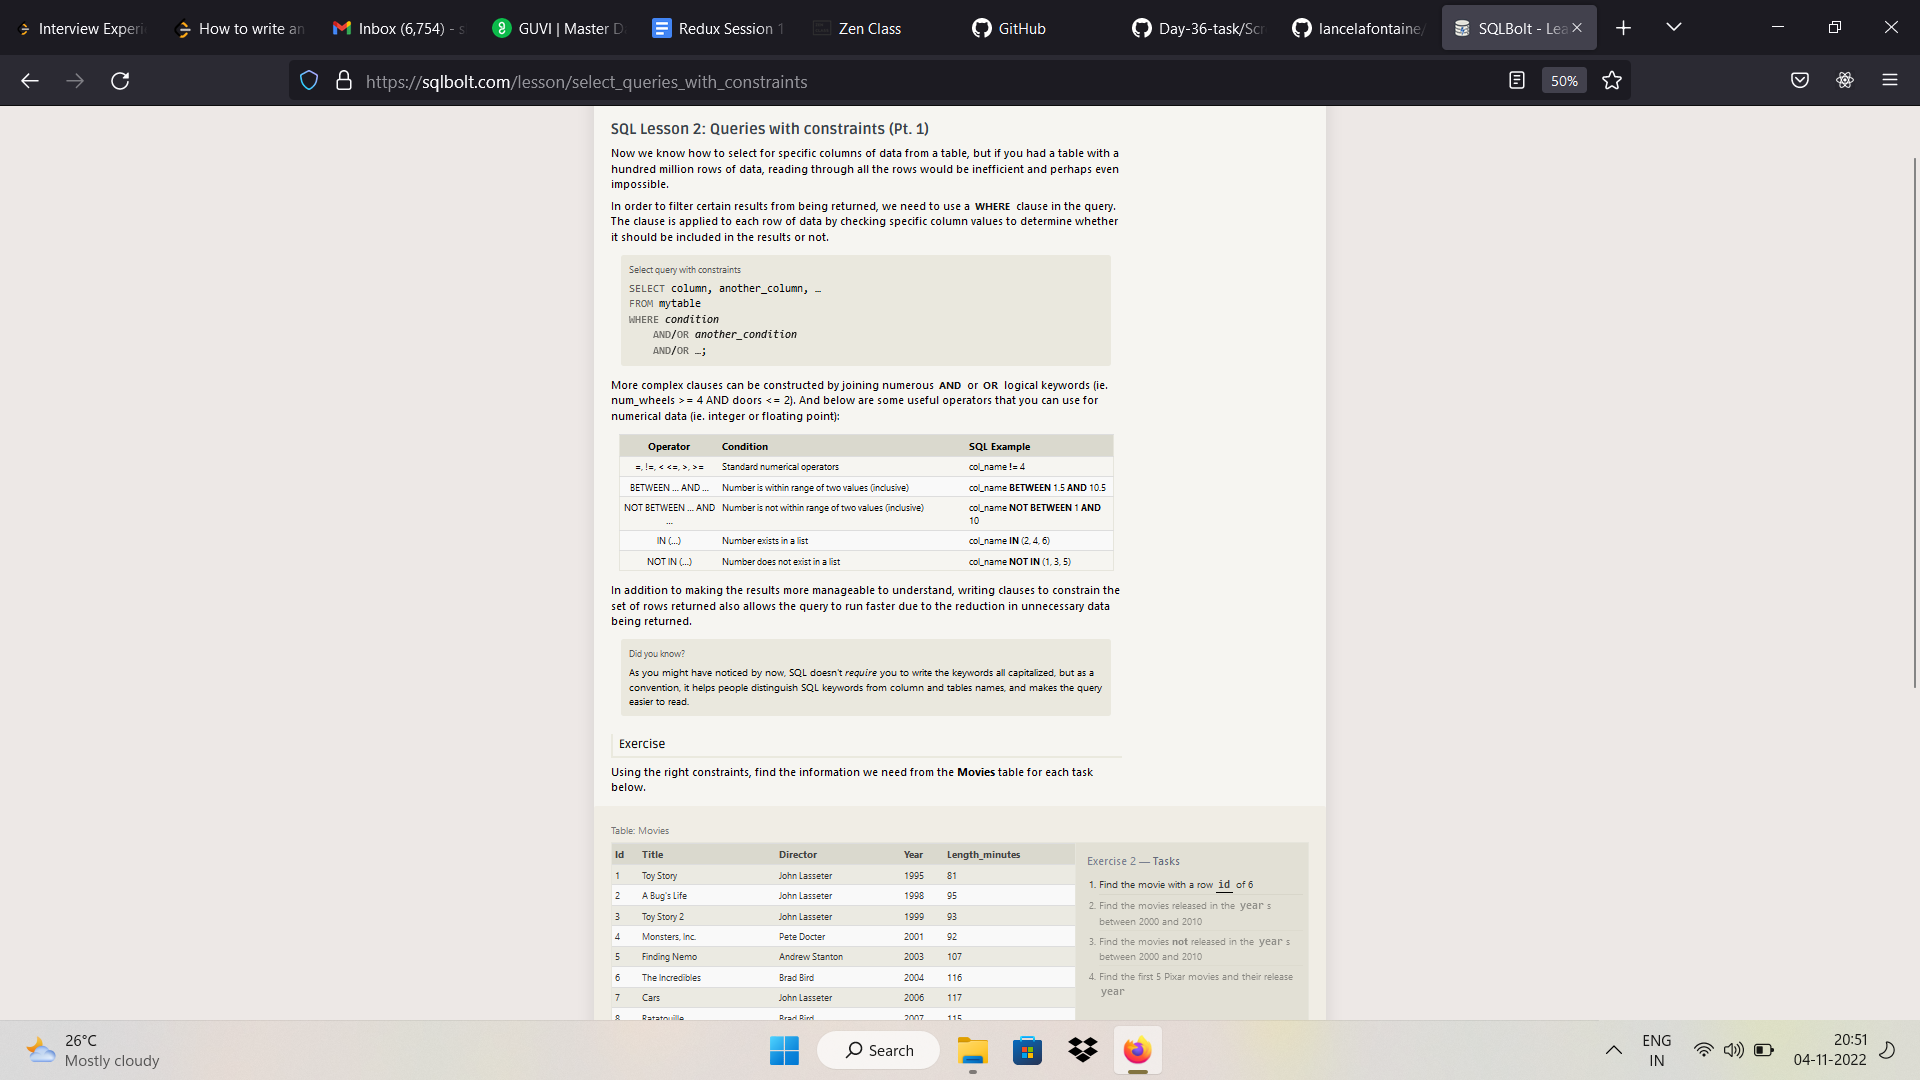 Interview Experi
How to write an
Inbox (6,754) - s
GUVI | Master D
Redux Session 1
Zen Class
GitHub
Day-36-task/Scr
lancelafontaine/
SQLBolt - Lea
https://sqlbolt.com/lesson/select_queries_with_constraints
50%
SQL Lesson 2: Queries with constraints (Pt. 1)
Now we know how to select for specific columns of data from a table, but if you had a table with a
hundred million rows of data, reading through all the rows would be inefficient and perhaps even
impossible.
In order to filter certain results from being returned, we need to use a WHERE clause in the query.
The clause is applied to each row of data by checking specific column values to determine whether
it should be included in the results or not.
Select query with constraints
SELECT column, another_column, …
FROM mytable
WHERE condition
AND/OR another_condition
AND/OR …;
More complex clauses can be constructed by joining numerous AND or OR logical keywords (ie.
num_wheels >= 4 AND doors <= 2). And below are some useful operators that you can use for
numerical data (ie. integer or floating point):
Operator Condition SQL Example
=, !=, < <=, >, >= Standard numerical operators col_name != 4
BETWEEN … AND … Number is within range of two values (inclusive) col_name BETWEEN 1.5 AND 10.5
NOT BETWEEN … AND Number is not within range of two values (inclusive) col_name NOT BETWEEN 1 AND
… 10
IN (…) Number exists in a list col_name IN (2, 4, 6)
NOT IN (…) Number does not exist in a list col_name NOT IN (1, 3, 5)
In addition to making the results more manageable to understand, writing clauses to constrain the
set of rows returned also allows the query to run faster due to the reduction in unnecessary data
being returned.
Did you know?
As you might have noticed by now, SQL doesn't require you to write the keywords all capitalized, but as a
convention, it helps people distinguish SQL keywords from column and tables names, and makes the query
easier to read.
Exercise
Using the right constraints, find the information we need from the Movies table for each task
below.
Table: Movies
Id Title Director Year Length_minutes
1 Toy Story John Lasseter 1995 81
2 A Bug's Life John Lasseter 1998 95
3 Toy Story 2 John Lasseter 1999 93
4 Monsters, Inc. Pete Docter 2001 92
5 Finding Nemo Andrew Stanton 2003 107
6 The Incredibles Brad Bird 2004 116
7 Cars John Lasseter 2006 117
8 Ratatouille Brad Bird 2007 115
Exercise 2 — Tasks
1. Find the movie with a row id of 6
2. Find the movies released in the year s
between 2000 and 2010
3. Find the movies not released in the year s
between 2000 and 2010
4. Find the first 5 Pixar movies and their release
year
26°C
Mostly cloudy
Search
ENG
IN
20:51
04-11-2022